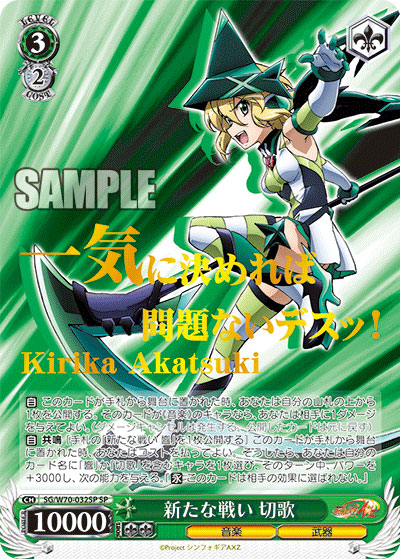 LEVEL
3
2
COST
SAMPLE
一気に決めれば
問題ないデスッ!
Kirika Akatsuki
自 このカードが手札から舞台に置かれた時、あなたは自分の山札の上から
1枚を公開する。そのカードが《音楽》のキャラなら、あなたは相手に1ダメージ
を与えてよい。(ダメージキャンセルは発生する。公開したカードは元に戻す)
自 共鳴 [手札の「新たな戦い 響」を1枚公開する] このカードが手札から舞台
に置かれた時、あなたはコストを払ってよい。そうしたら、あなたは自分の
カード名に「響」か「切歌」を含むキャラを1枚選び、そのターン中、パワーを
+3000し、次の能力を与える。『永 このカードは相手の効果に選ばれない。』
CH SG/W70-032SP SP
10000
新たな戦い 切歌
音楽
武器
©Project シンフォギアAXZ